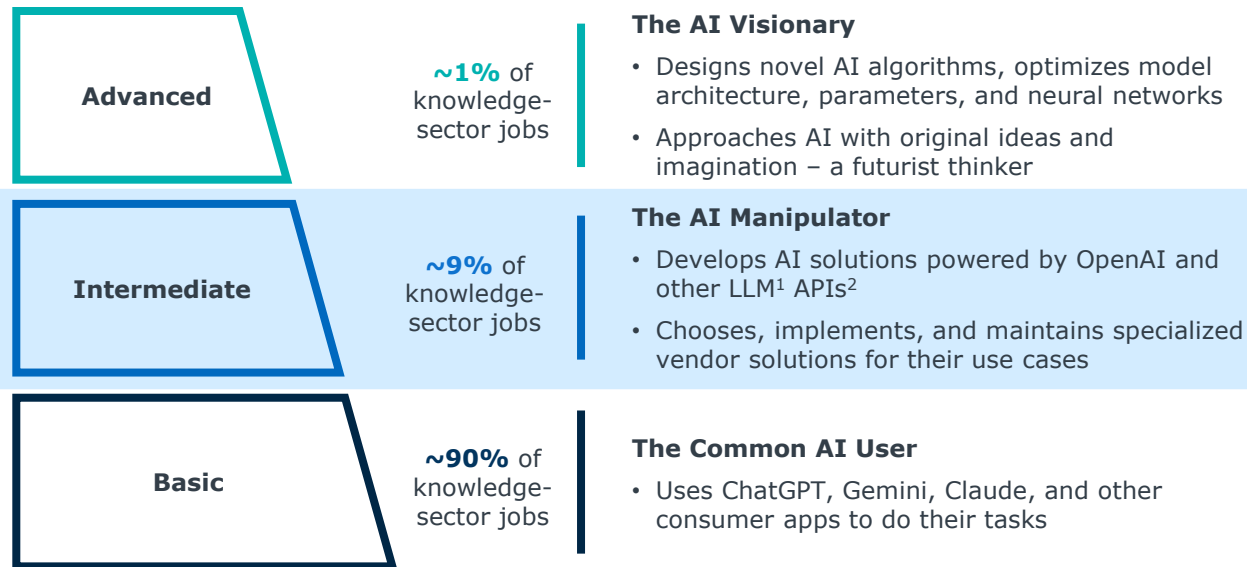 Advanced
~1% of
knowledge-
sector jobs
The AI Visionary
• Designs novel AI algorithms, optimizes model
architecture, parameters, and neural networks
• Approaches AI with original ideas and
imagination – a futurist thinker
Intermediate
~9% of
knowledge-
sector jobs
The AI Manipulator
• Develops AI solutions powered by OpenAI and
other LLM¹ APIs²
• Chooses, implements, and maintains specialized
vendor solutions for their use cases
Basic
~90% of
knowledge-
sector jobs
The Common AI User
• Uses ChatGPT, Gemini, Claude, and other
consumer apps to do their tasks